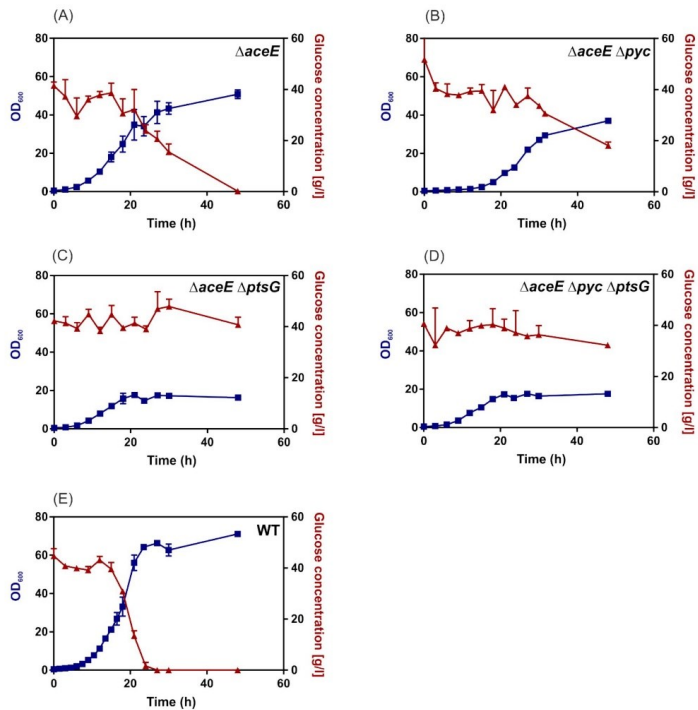 (A)
ΔaceE
80
60
40
20
0
OD600
60
40
20
0
Glucose concentration [g/l]
0 20 40 60
Time (h)
(B)
ΔaceE Δpyc
80
60
40
20
0
OD600
60
40
20
0
Glucose concentration [g/l]
0 20 40 60
Time (h)
(C)
ΔaceE ΔptsG
80
60
40
20
0
OD600
60
40
20
0
Glucose concentration [g/l]
0 20 40 60
Time (h)
(D)
ΔaceE Δpyc ΔptsG
80
60
40
20
0
OD600
60
40
20
0
Glucose concentration [g/l]
0 20 40 60
Time (h)
(E)
WT
80
60
40
20
0
OD600
60
40
20
0
Glucose concentration [g/l]
0 20 40 60
Time (h)